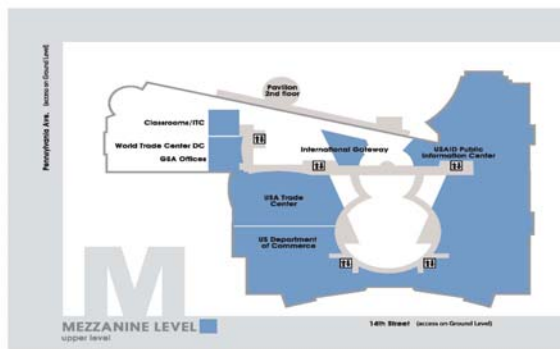 Pennsylvania Ave. (access on Ground Level)
Pavilion
2nd floor
Classrooms/ITC
World Trade Center DC
GSA Offices
International Gateway
USAID Public
Information Center
USA Trade
Center
US Department
of Commerce
M
MEZZANINE LEVEL
upper level
14th Street (access on Ground Level)